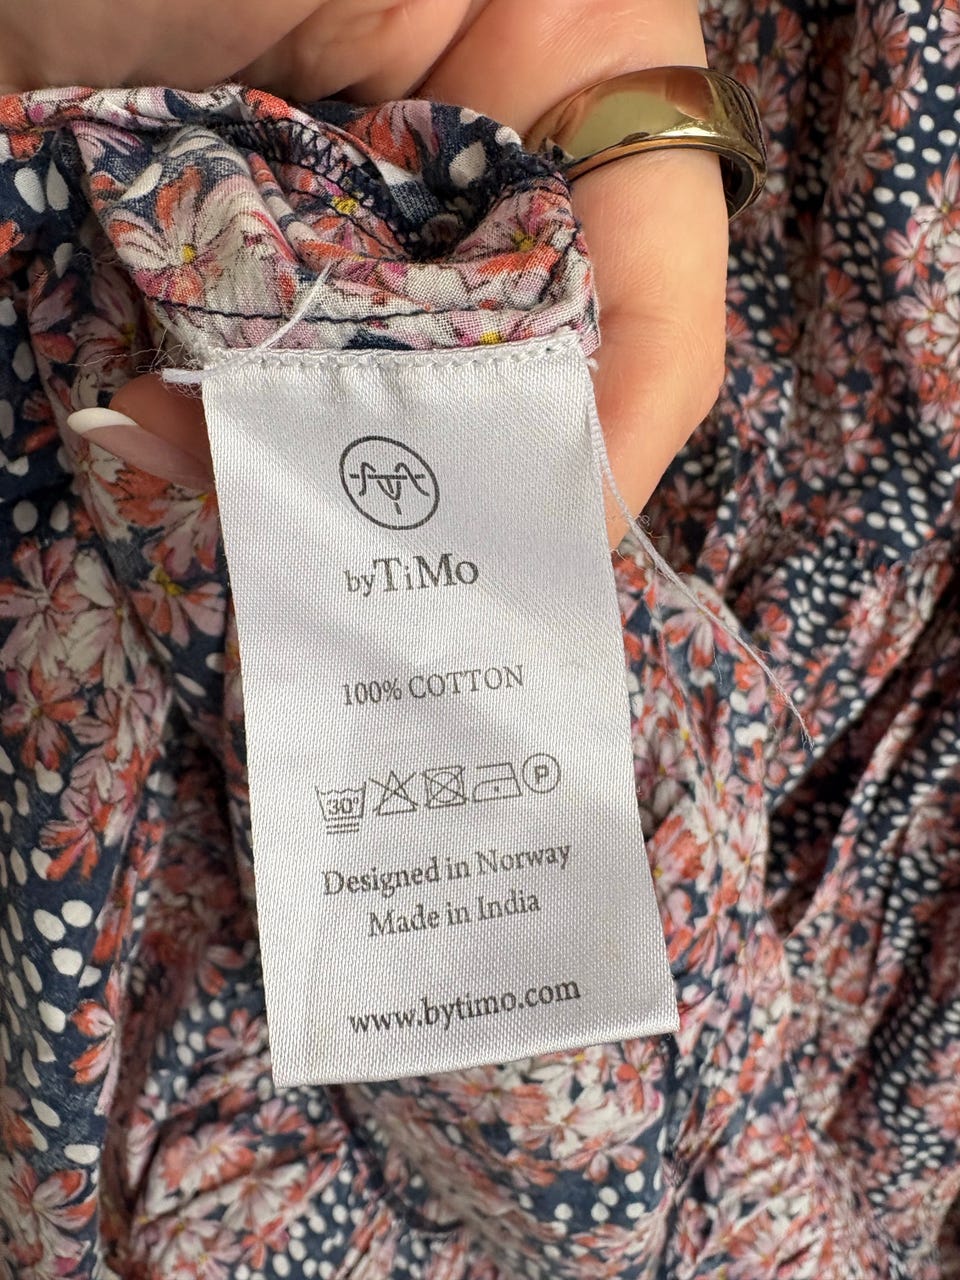 byTiMo
100% COTTON
30° P
Designed in Norway
Made in India
www.bytimo.com